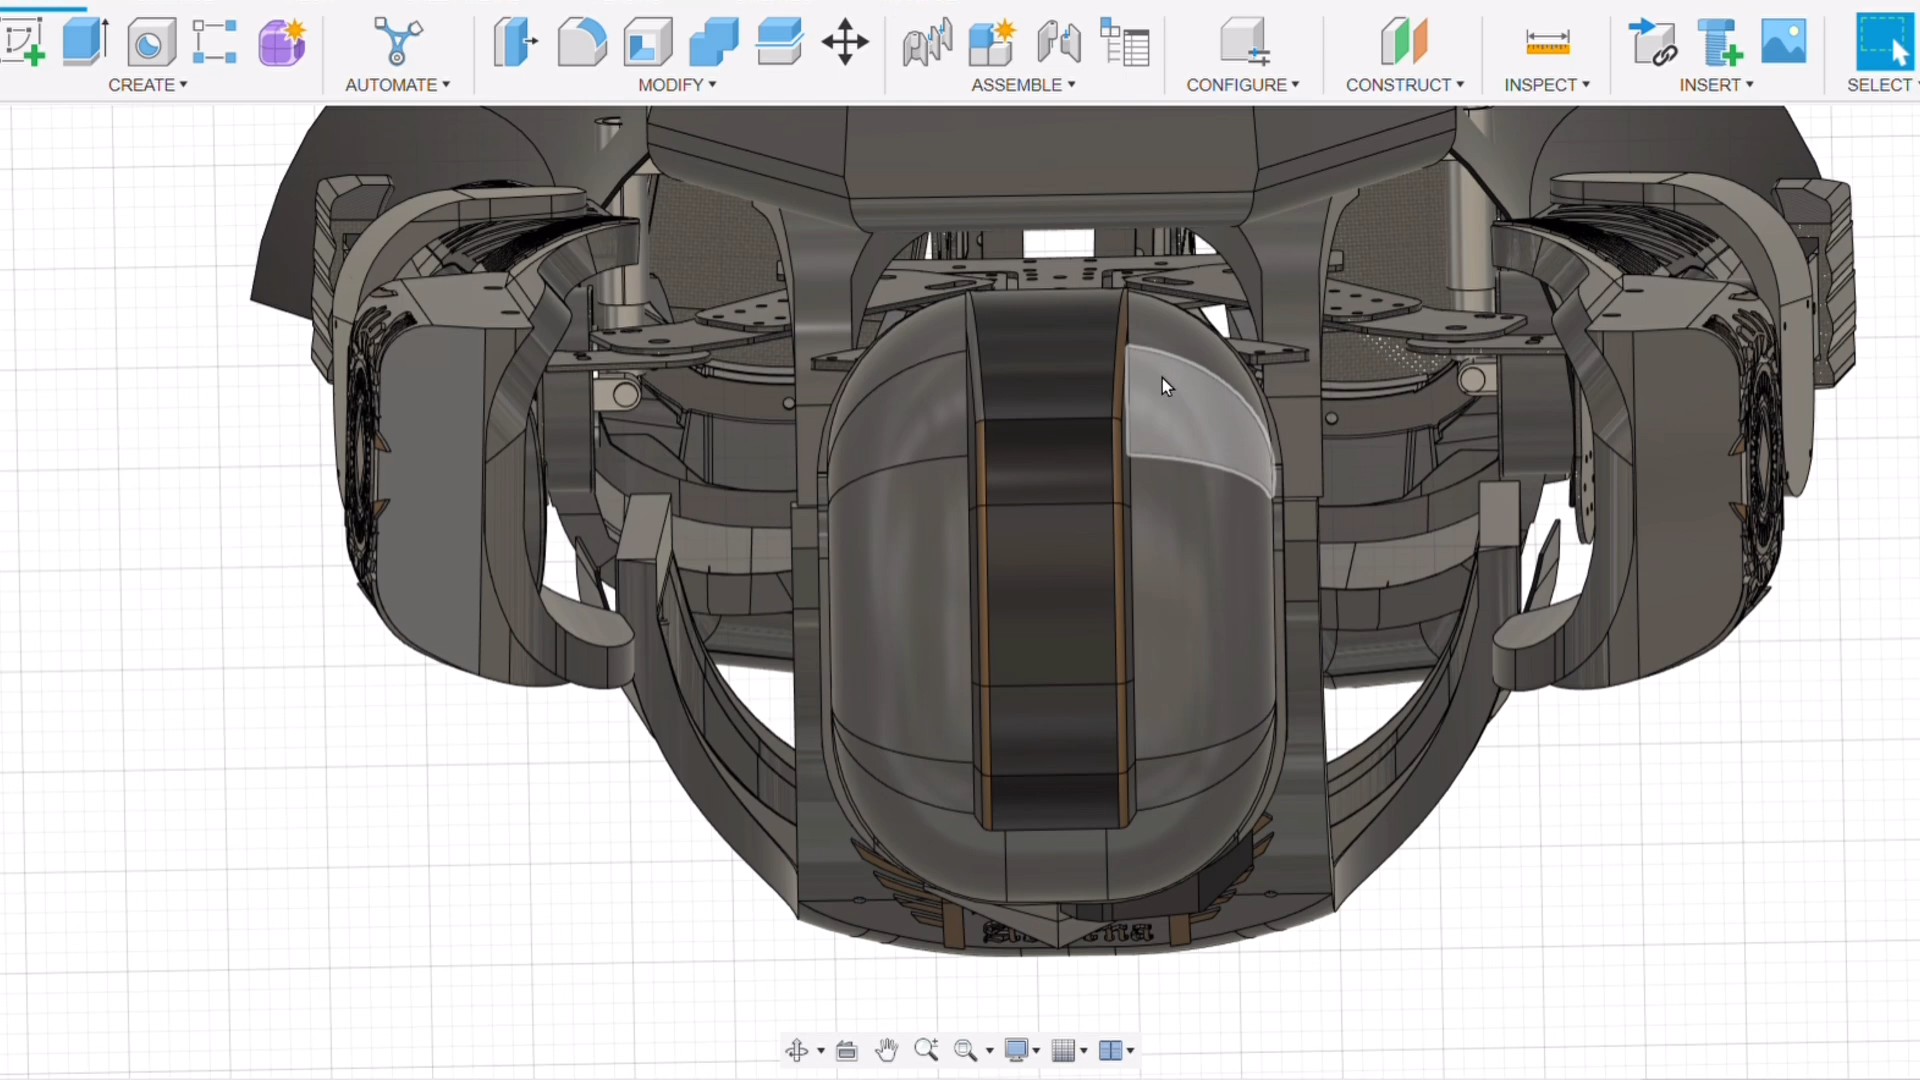 CREATE▾ AUTOMATE▾ MODIFY▾ ASSEMBLE▾ CONFIGURE▾ CONSTRUCT▾ INSPECT▾ INSERT▾ SELECT